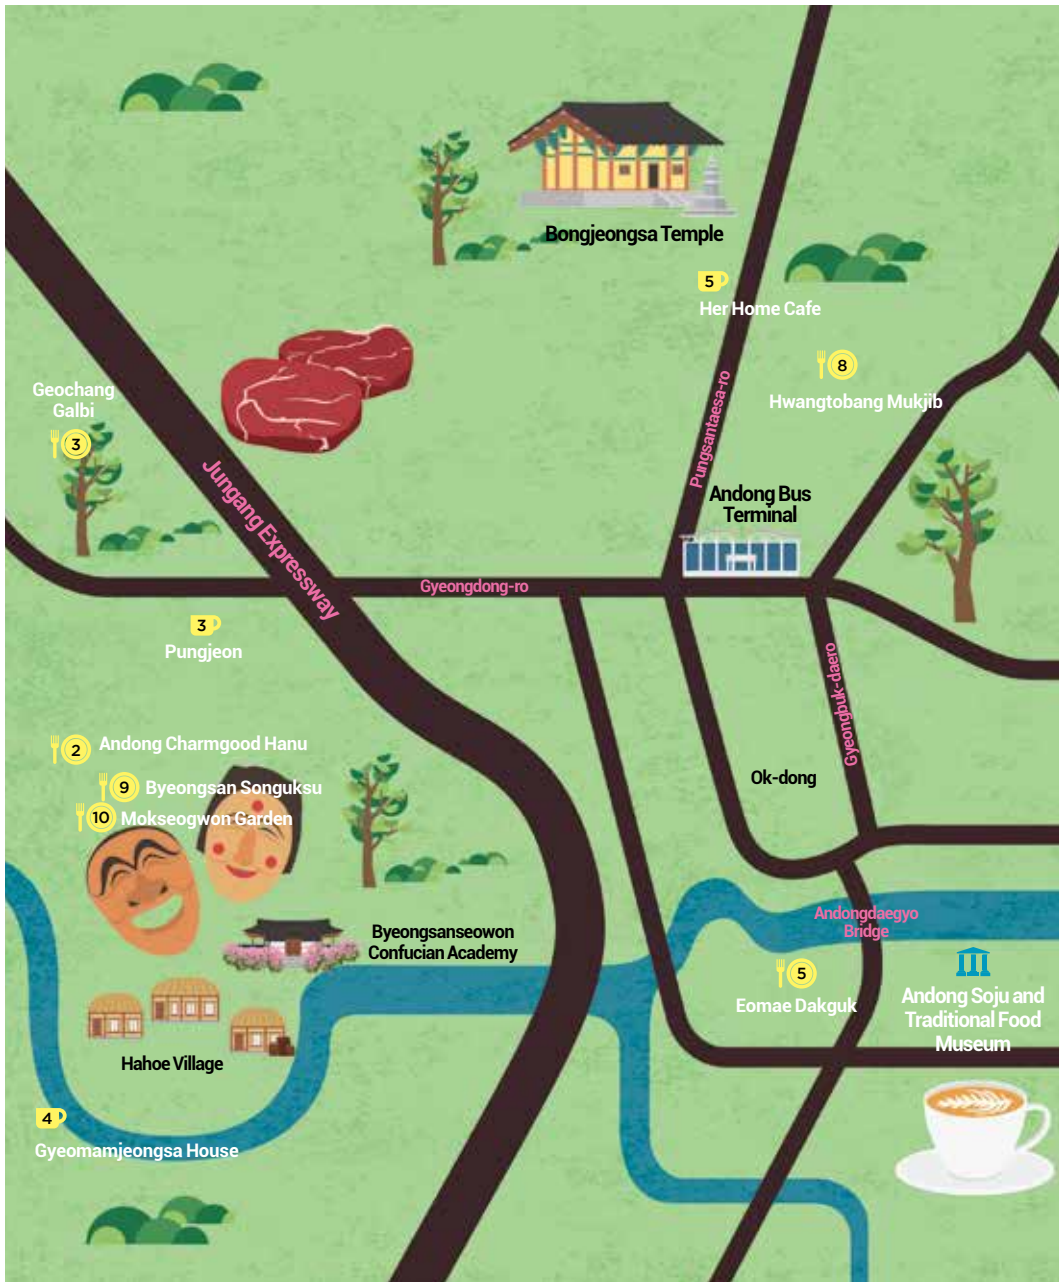 Bongjeongsa Temple
5
Her Home Cafe
8
Hwangtobang Mukjib
Geochang
Galbi
3
Pungsantaesa-ro
Jungang Expressway
Andong Bus
Terminal
Gyeongdong-ro
3
Pungjeon
Gyeongbuk-daero
2 Andong Charmgood Hanu
9 Byeongsan Songuksu
10 Mokseogwon Garden
Ok-dong
Byeongsanseowon
Confucian Academy
Andongdaegyo
Bridge
5
Eomae Dakguk
Andong Soju and
Traditional Food
Museum
Hahoe Village
4
Gyeomamjeongsa House